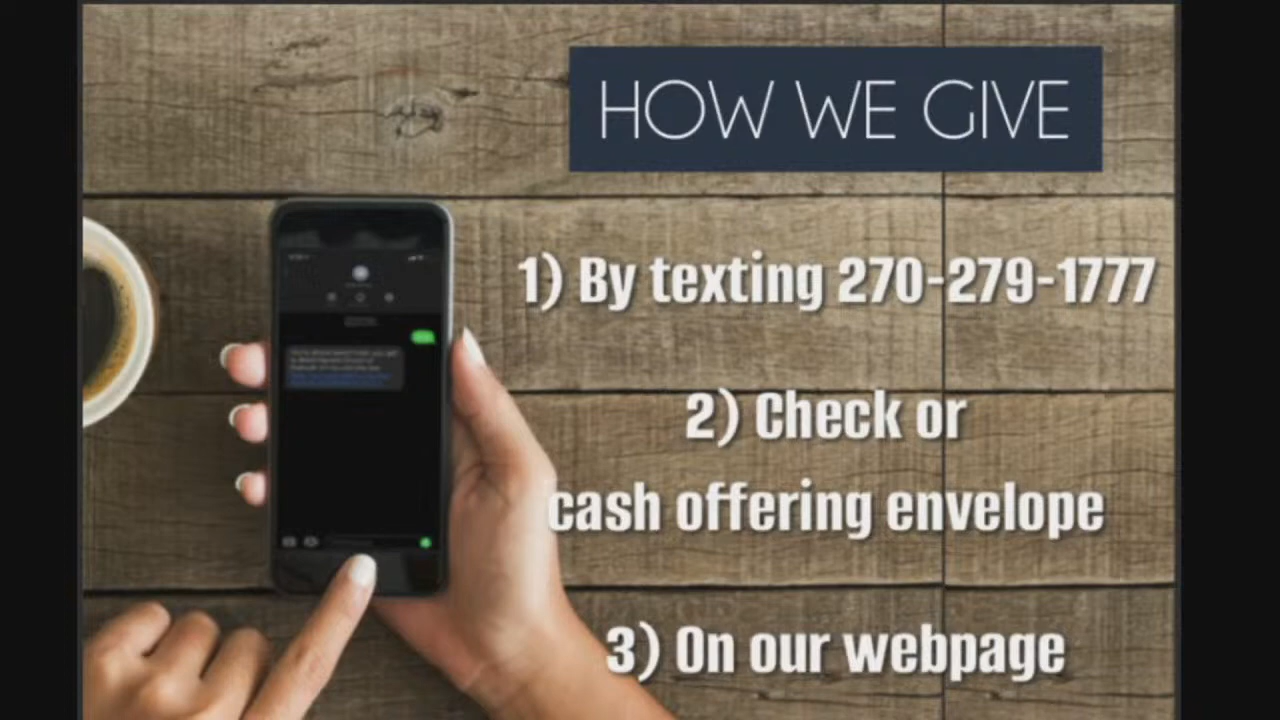 HOW WE GIVE
1) By texting 270-279-1777
2) Check or
cash offering envelope
3) On our webpage